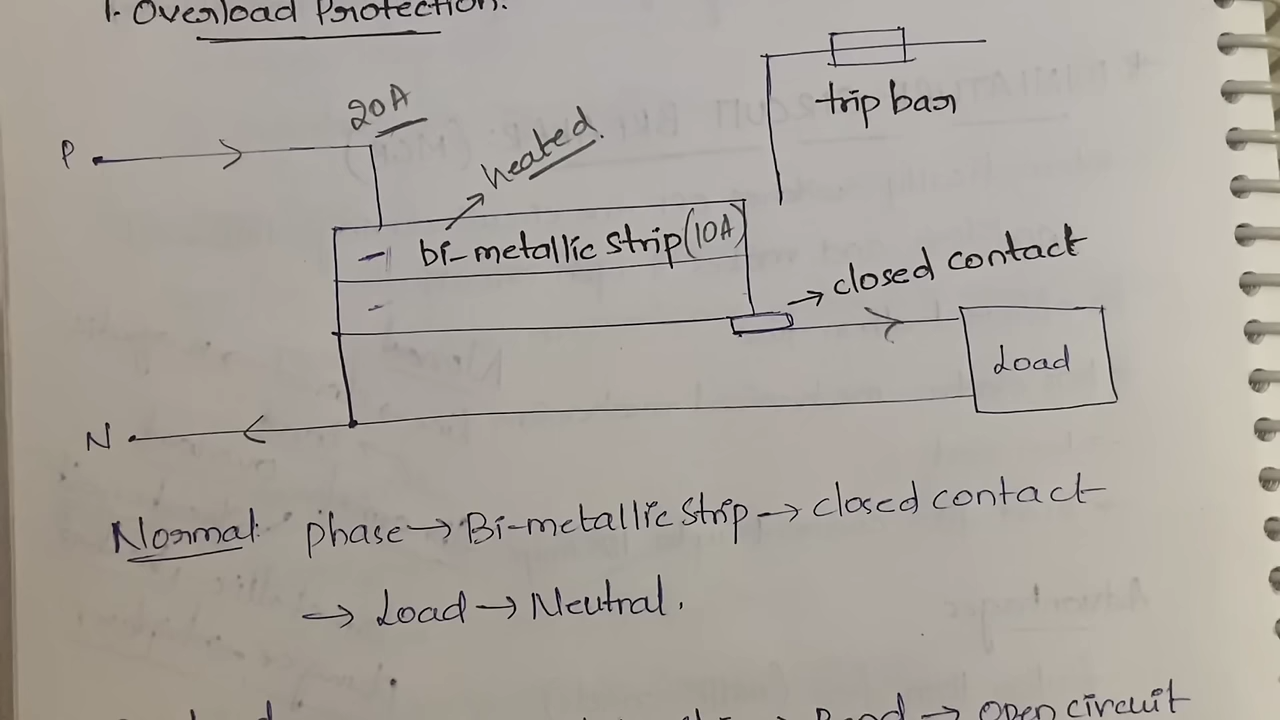 1. Overload Protection.
trip bar
20A
heated.
P
bi-metallic strip (10A)
closed contact
Load
N
Normal: phase → Bi-metallic strip → closed contact
→ Load → Neutral.
→ Bend → open circuit